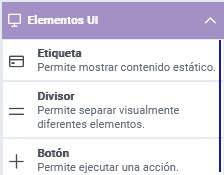 Elementos UI
Etiqueta
Permite mostrar contenido estático.
Divisor
Permite separar visualmente
diferentes elementos.
Botón
Permite ejecutar una acción.